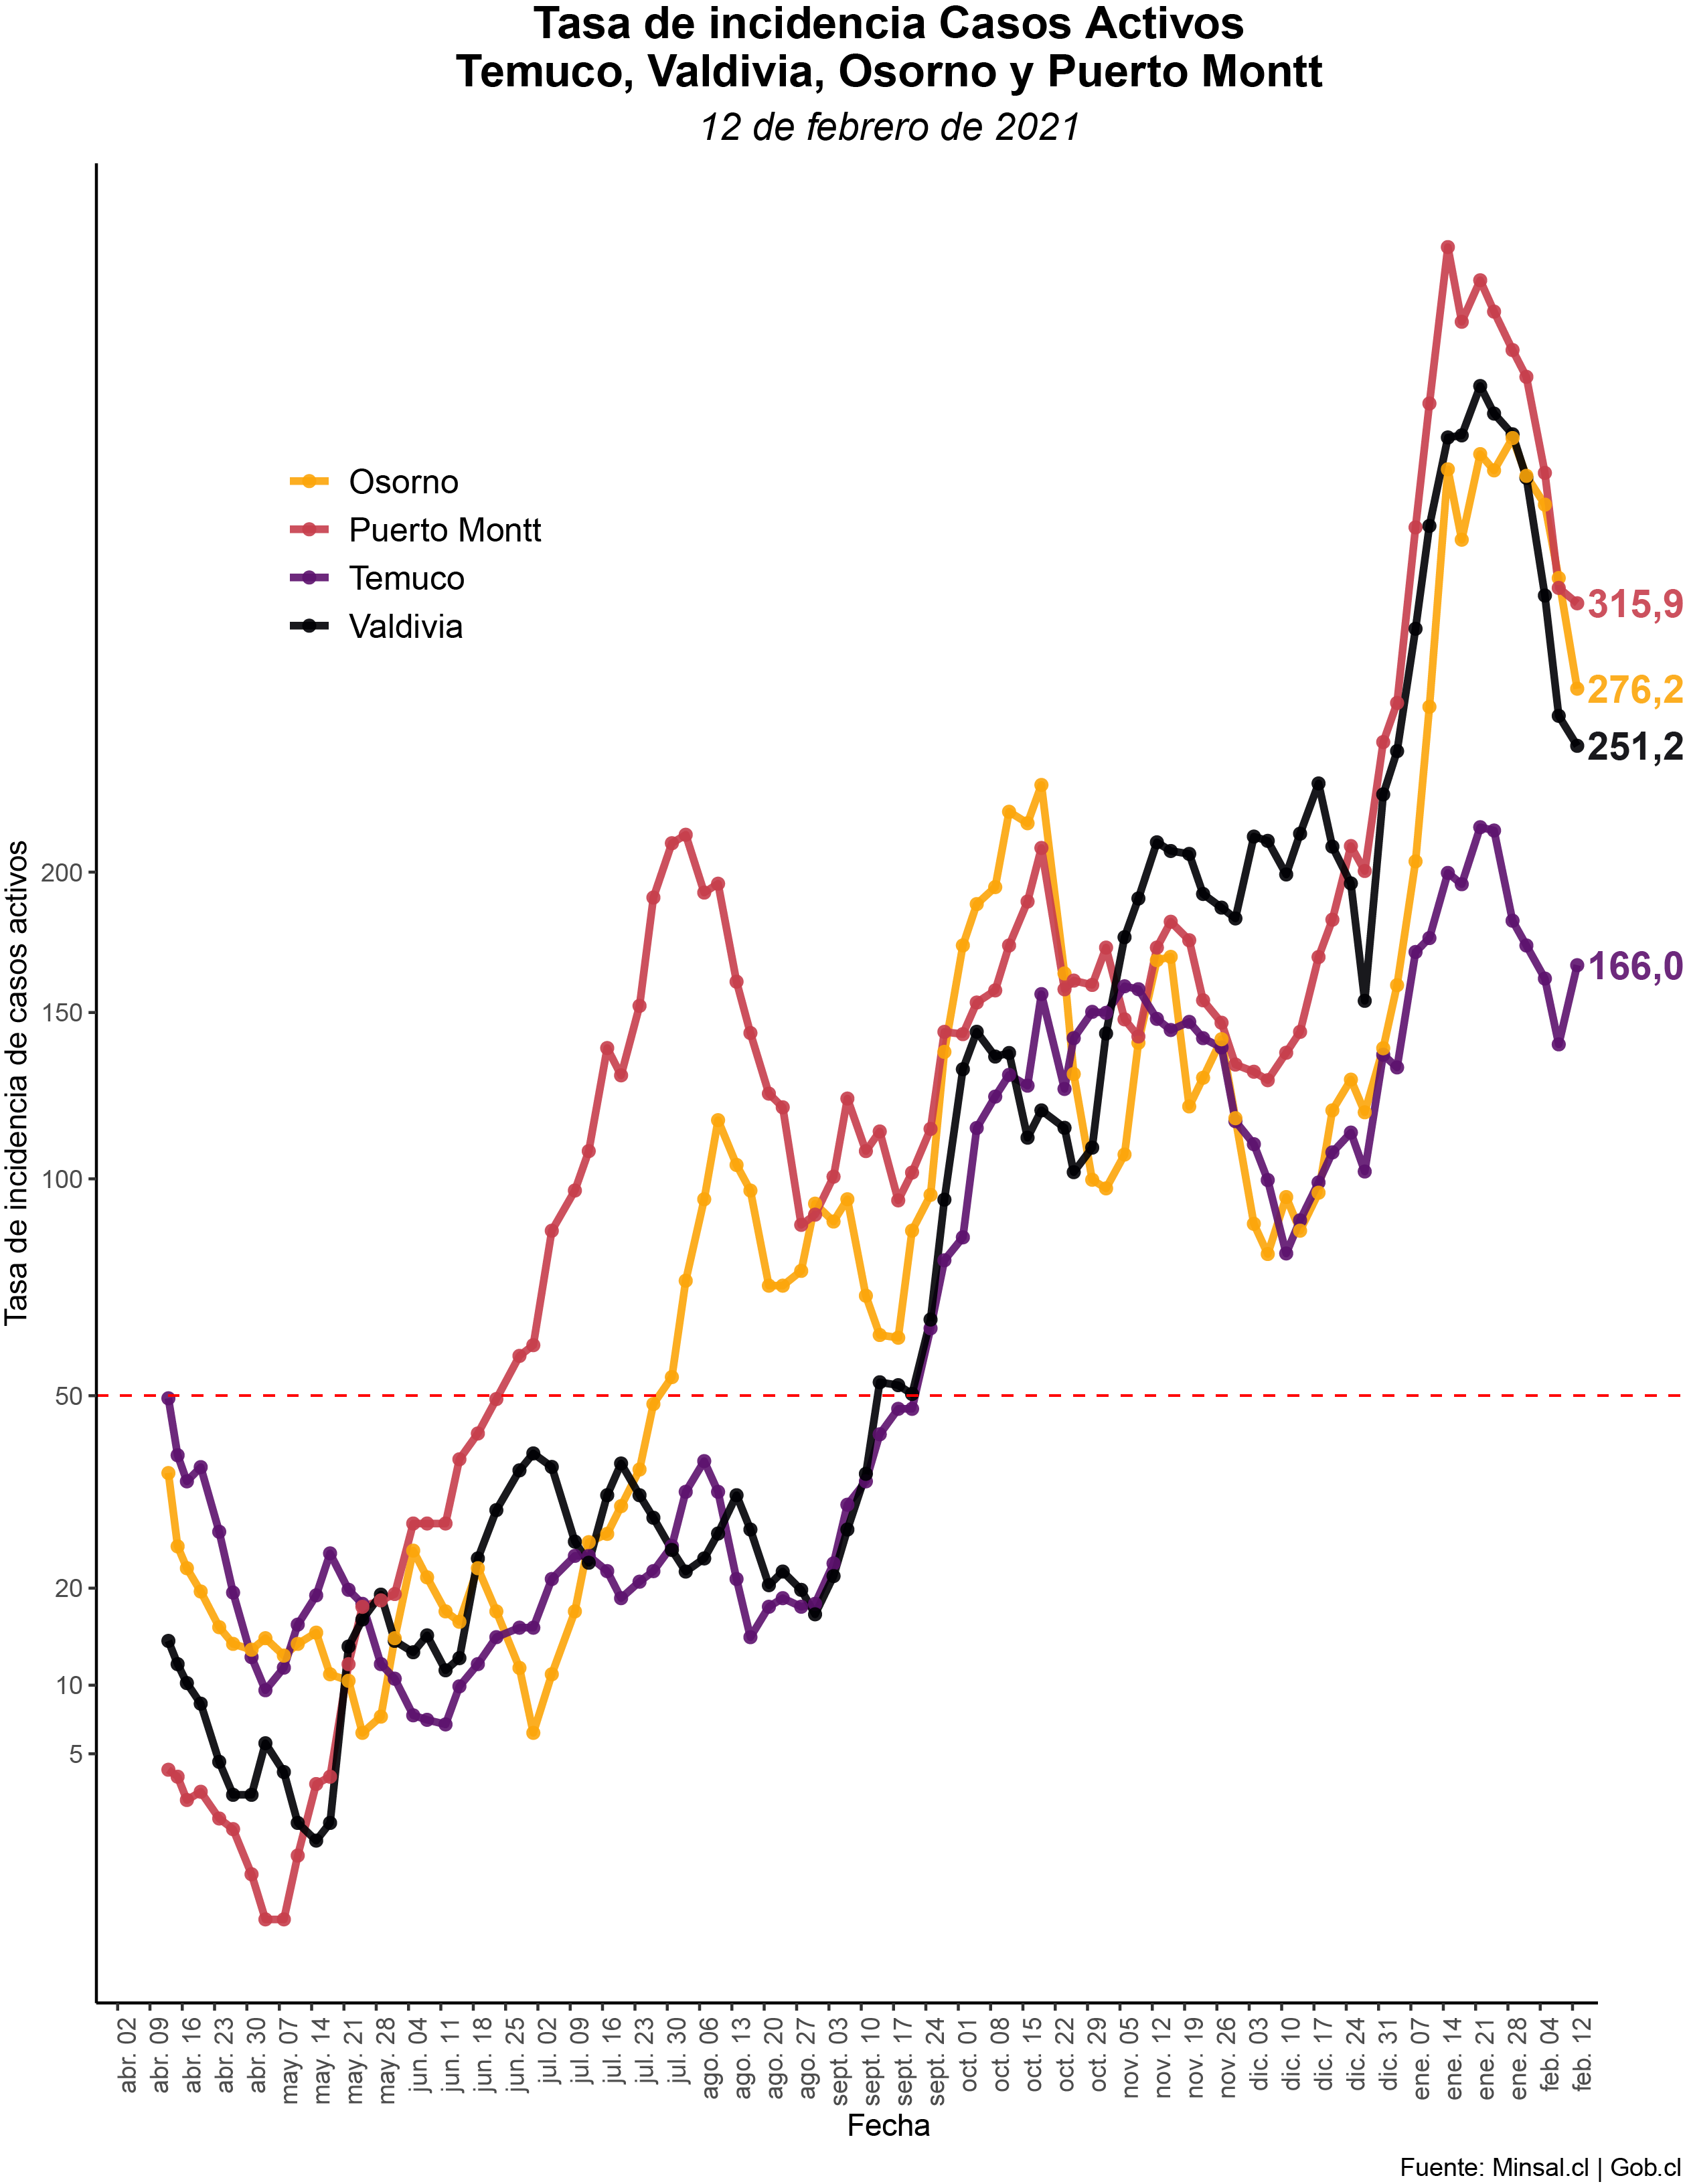 Tasa de incidencia Casos Activos
Temuco, Valdivia, Osorno y Puerto Montt
12 de febrero de 2021
Osorno
Puerto Montt
Temuco
Valdivia
315,9
276,2
251,2
166,0
Tasa de incidencia de casos activos
200
150
100
50
20
10
5
abr. 02
abr. 09
abr. 16
abr. 23
abr. 30
may. 07
may. 14
may. 21
may. 28
jun. 04
jun. 11
jun. 18
jun. 25
jul. 02
jul. 09
jul. 16
jul. 23
jul. 30
ago. 06
ago. 13
ago. 20
ago. 27
sept. 03
sept. 10
sept. 17
sept. 24
oct. 01
oct. 08
oct. 15
oct. 22
oct. 29
nov. 05
nov. 12
nov. 19
nov. 26
dic. 03
dic. 10
dic. 17
dic. 24
dic. 31
ene. 07
ene. 14
ene. 21
ene. 28
feb. 04
feb. 12
Fecha
Fuente: Minsal.cl | Gob.cl